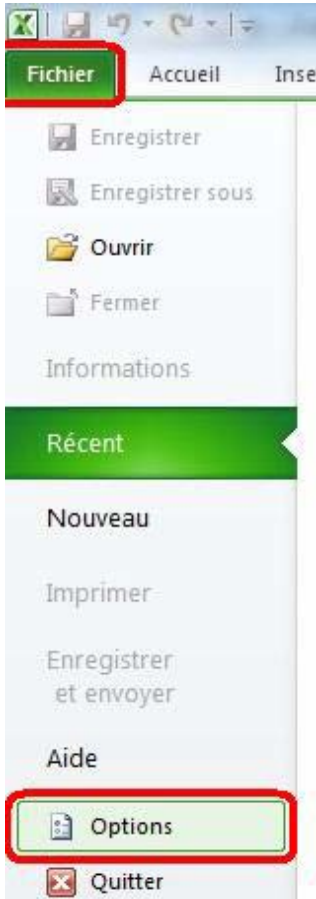 Fichier Accueil Inse
Enregistrer
Enregistrer sous
Ouvrir
Fermer
Informations
Récent
Nouveau
Imprimer
Enregistrer
et envoyer
Aide
Options
Quitter